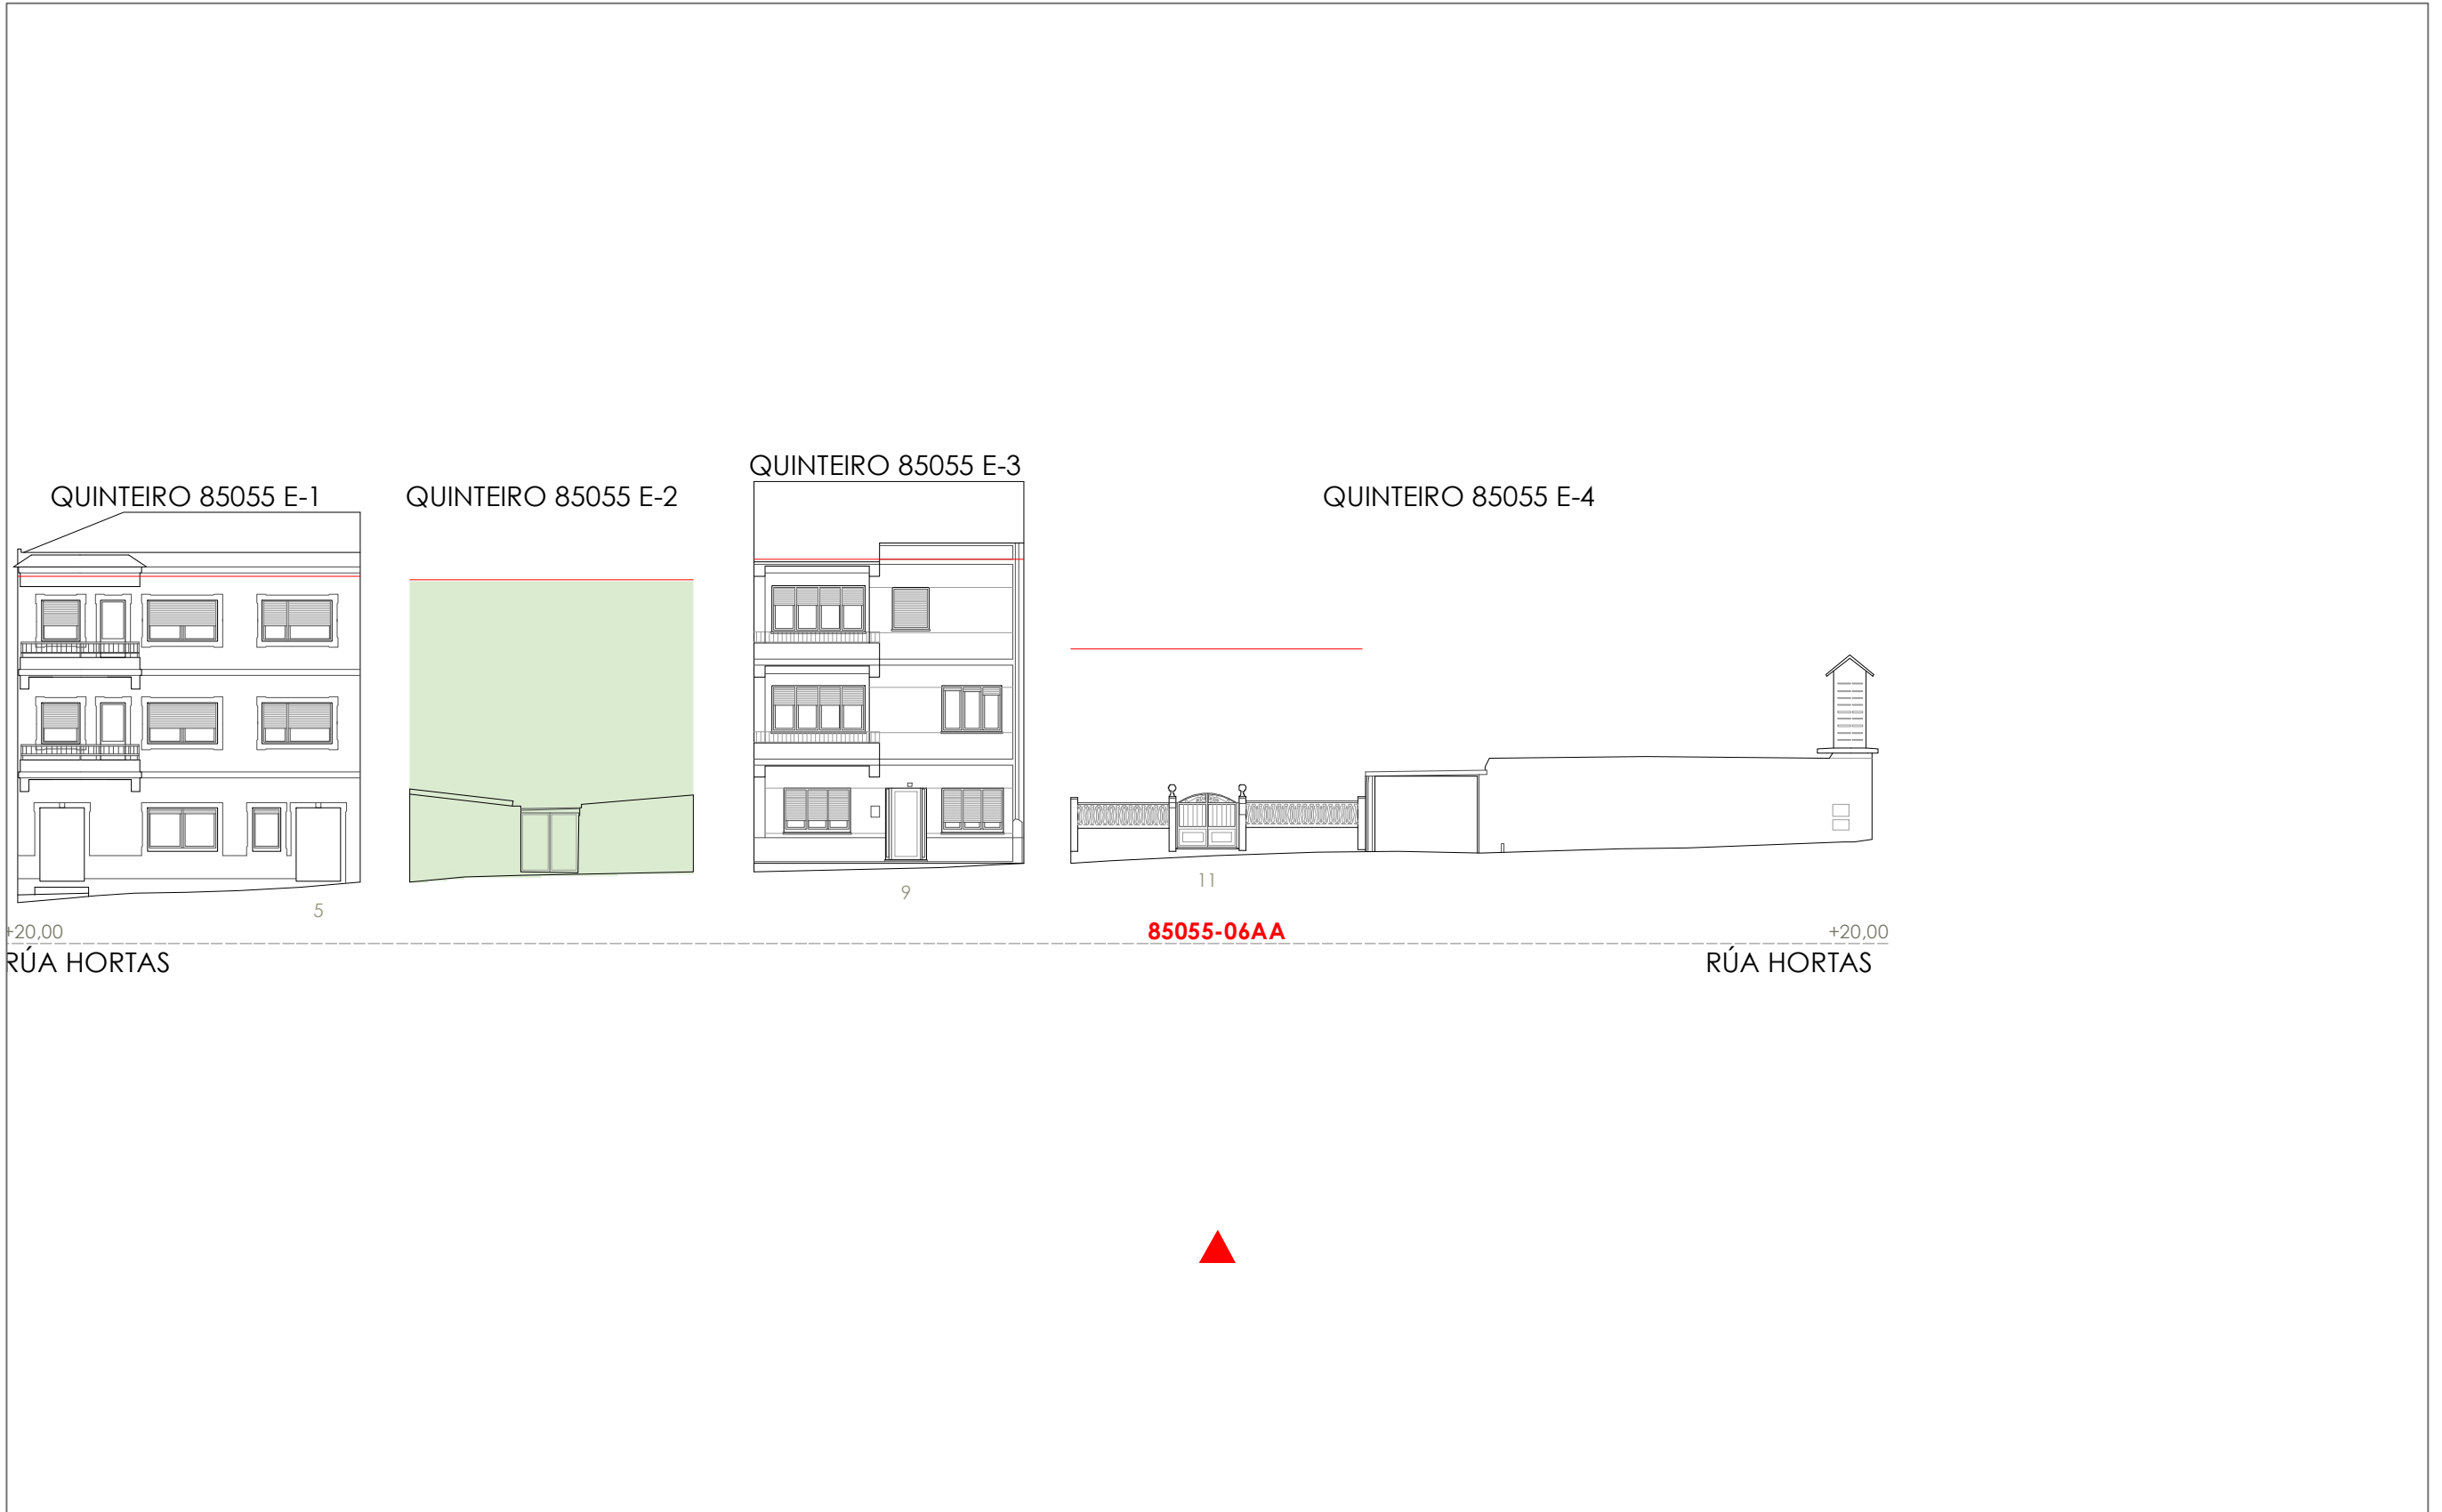 QUINTEIRO 85055 E-3
QUINTEIRO 85055 E-1
QUINTEIRO 85055 E-2
QUINTEIRO 85055 E-4
5
9
11
+20,00
85055-06AA
+20,00
RÚA HORTAS
RÚA HORTAS